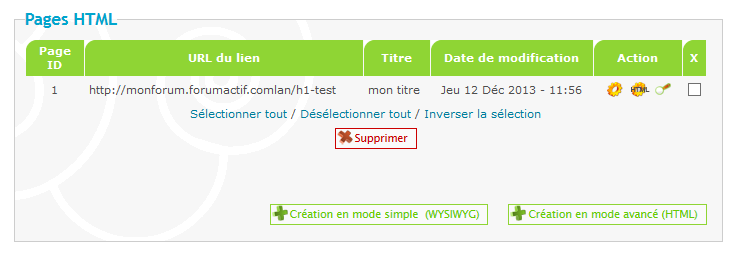 Pages HTML
Page ID URL du lien Titre Date de modification Action X
1 http://monforum.forumactif.comlan/h1-test mon titre Jeu 12 Déc 2013 - 11:56 HTML
Sélectionner tout / Désélectionner tout / Inverser la sélection
Supprimer
Création en mode simple (WYSIWYG) Création en mode avancé (HTML)